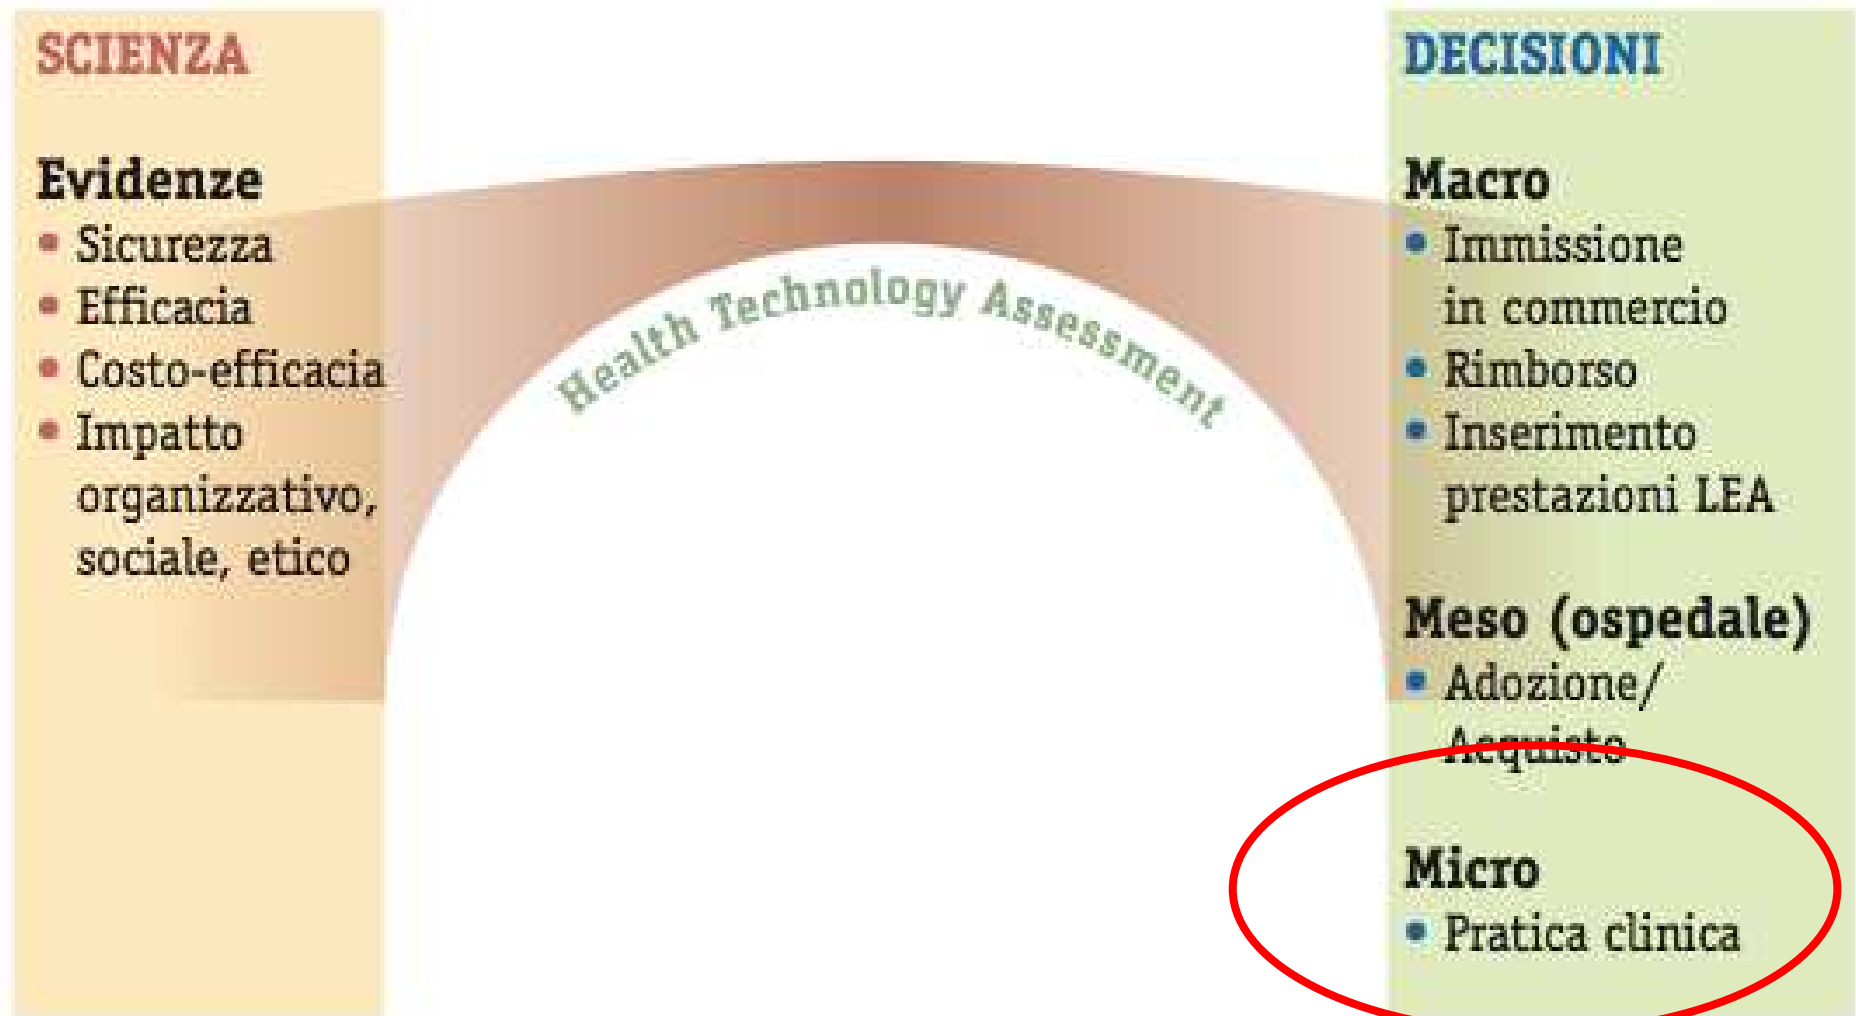 SCIENZA
Evidenze
• Sicurezza
• Efficacia
• Costo-efficacia
• Impatto
organizzativo,
sociale, etico
Health Technology Assessment
DECISIONI
Macro
• Immissione
in commercio
• Rimborso
• Inserimento
prestazioni LEA
Meso (ospedale)
• Adozione/
Acquisto
Micro
• Pratica clinica